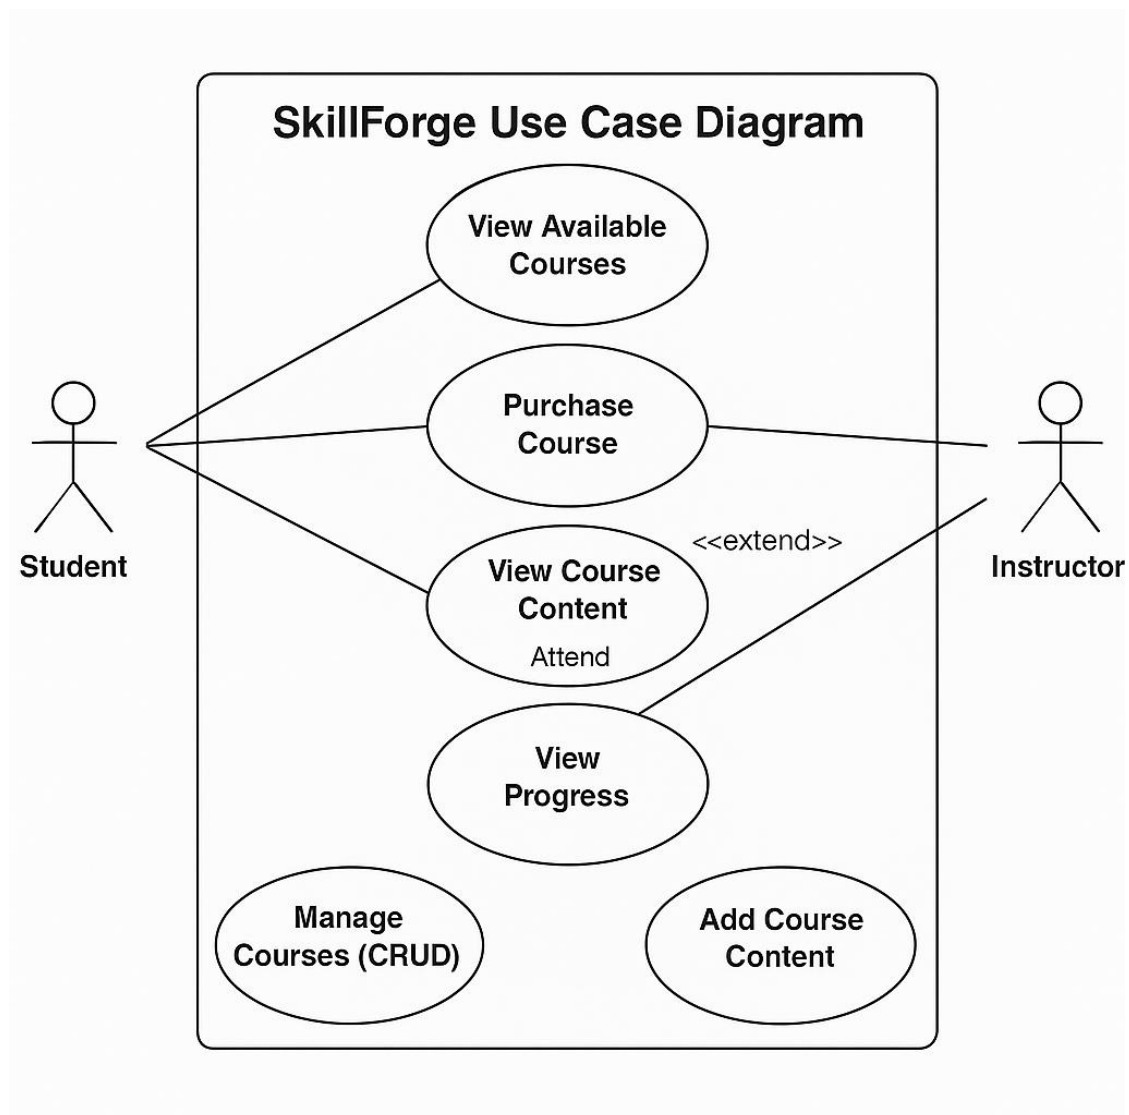 SkillForge Use Case Diagram
View Available
Courses
Purchase
Course
View Course
Content
Attend
<<extend>>
View
Progress
Manage
Courses (CRUD)
Add Course
Content
Student
Instructor